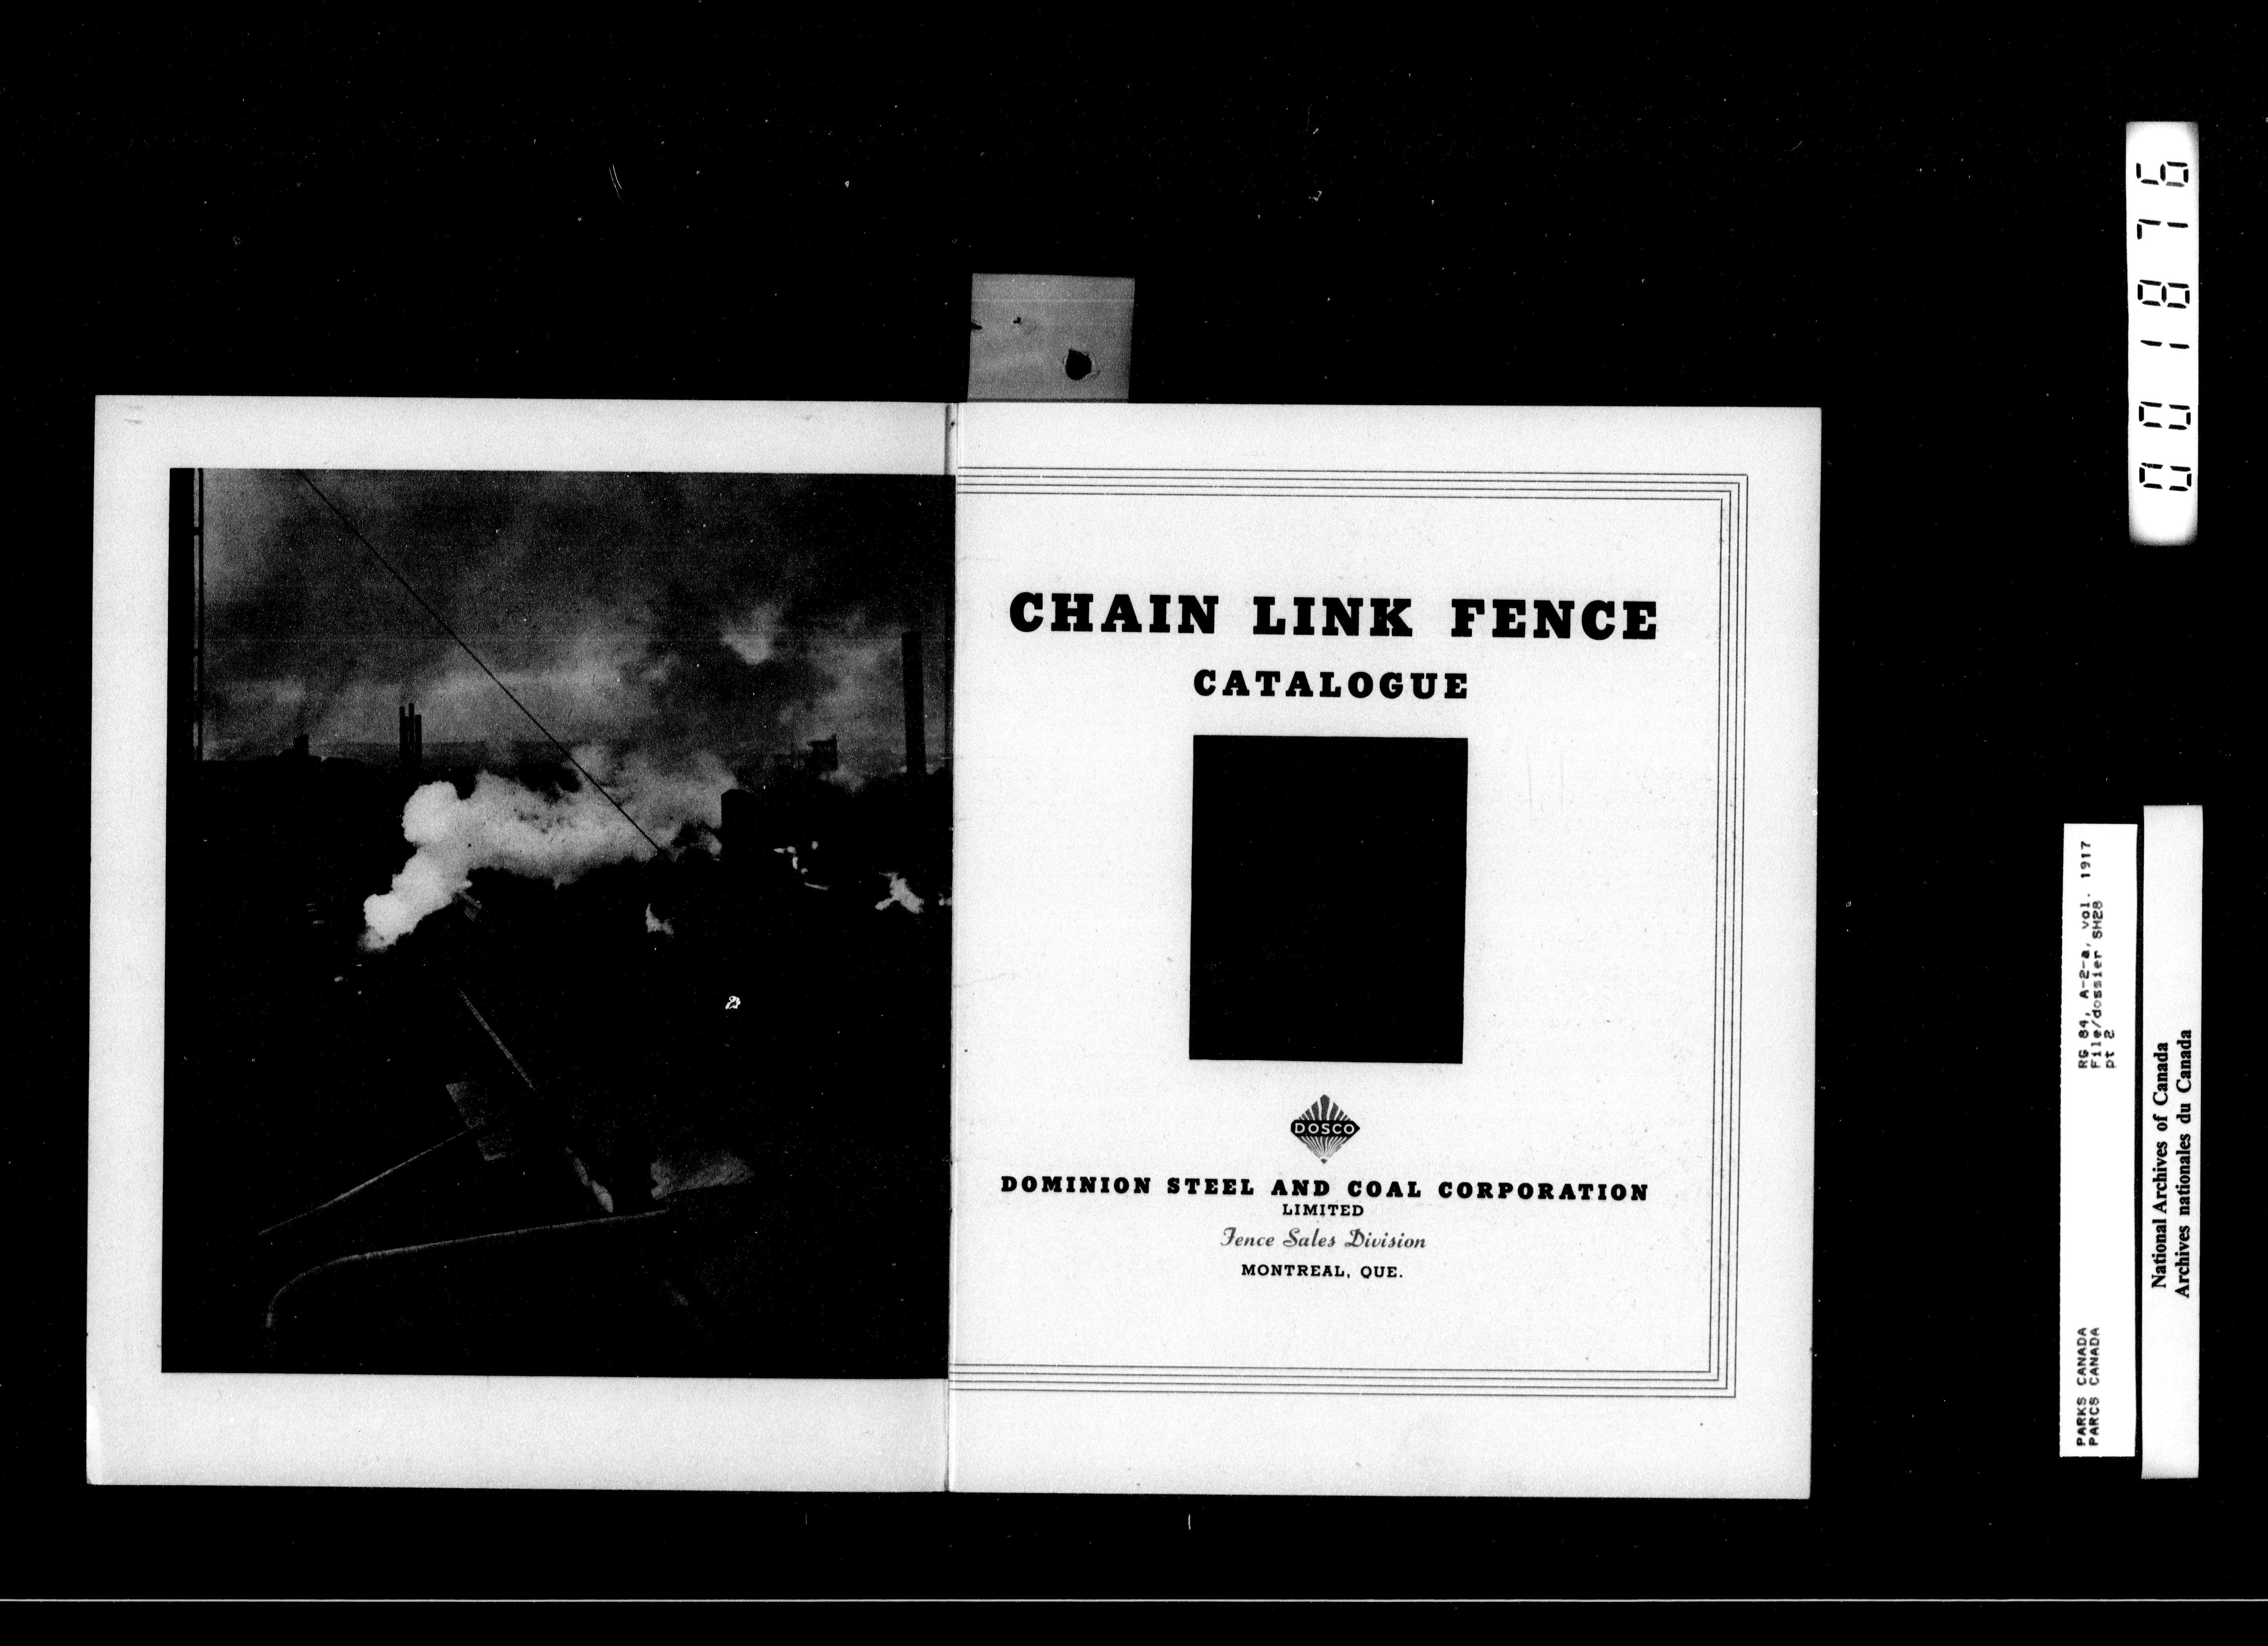 CHAIN LINK FENCE
CATALOGUE
DOSCO
DOMINION STEEL AND COAL CORPORATION
LIMITED
Fence Sales Division
MONTREAL, QUE.
001876
PARKS CANADA
PARCS CANADA
RG 84, A-2-a, vol. 1917
File/dossier SH28
pt 2
National Archives of Canada
Archives nationales du Canada